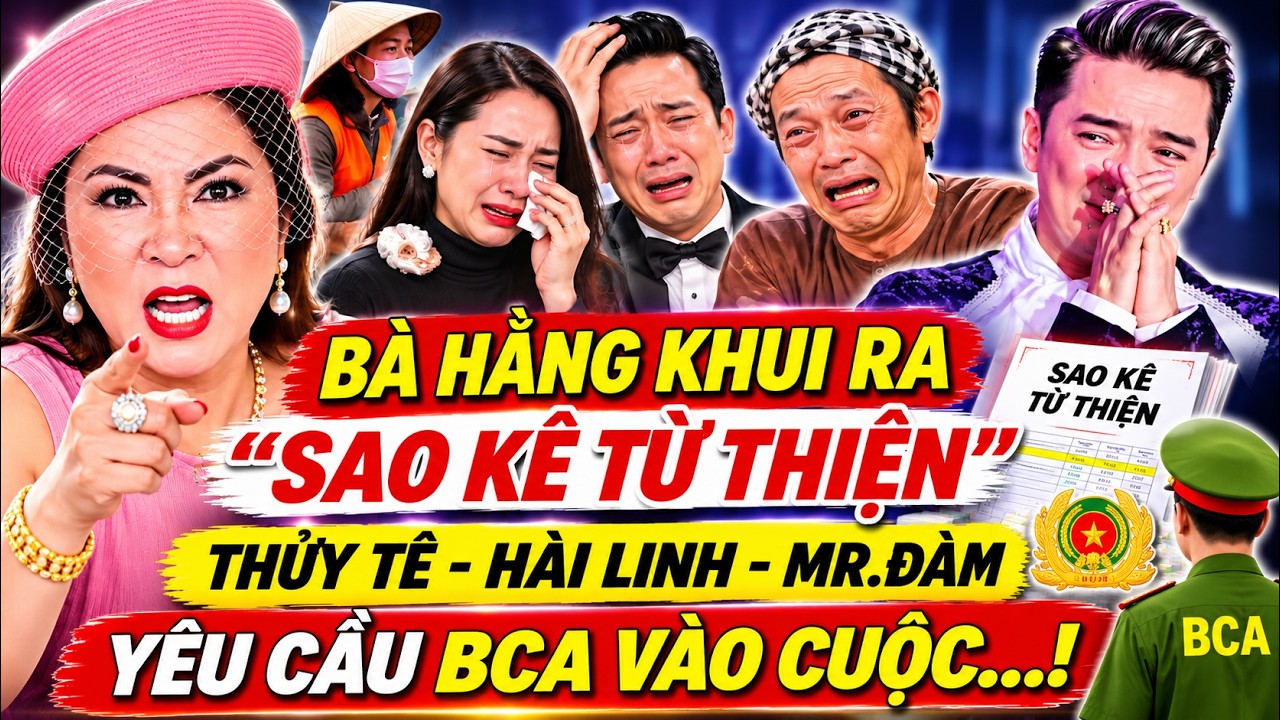 BÀ HẰNG KHUI RA
“SAO KÊ TỪ THIỆN”
THỦY TÊ - HÀI LINH - MR.ĐÀM
YÊU CẦU BCA VÀO CUỘC...!
SAO KÊ
TỪ THIỆN
BCA